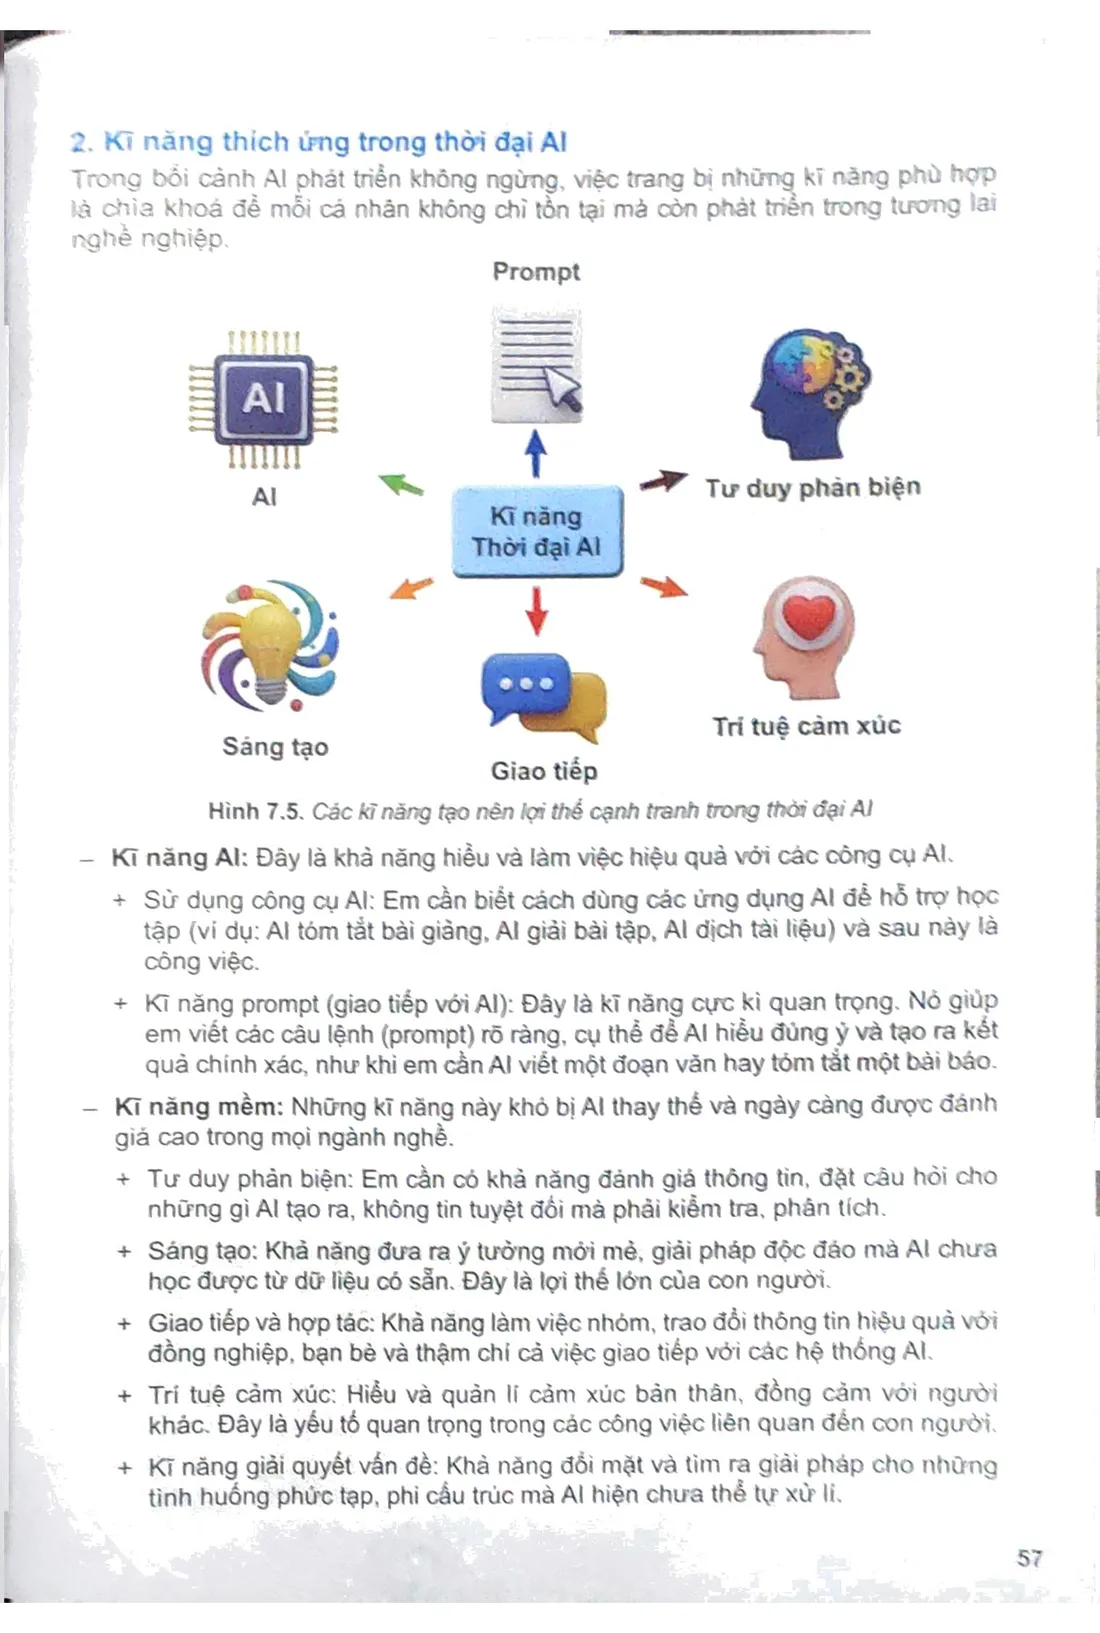 2. Kĩ năng thích ứng trong thời đại AI
Trong bối cảnh AI phát triển không ngừng, việc trang bị những kĩ năng phù hợp
là chìa khoá để mỗi cá nhân không chỉ tồn tại mà còn phát triển trong tương lai
nghề nghiệp.
Prompt
AI
AI
Tư duy phản biện
Kĩ năng
Thời đại AI
Sáng tạo
Giao tiếp
Trí tuệ cảm xúc
Hình 7.5. Các kĩ năng tạo nên lợi thế cạnh tranh trong thời đại AI
– Kĩ năng AI: Đây là khả năng hiểu và làm việc hiệu quả với các công cụ AI.
+ Sử dụng công cụ AI: Em cần biết cách dùng các ứng dụng AI để hỗ trợ học
tập (ví dụ: AI tóm tắt bài giảng, AI giải bài tập, AI dịch tài liệu) và sau này là
công việc.
+ Kĩ năng prompt (giao tiếp với AI): Đây là kĩ năng cực kì quan trọng. Nó giúp
em viết các câu lệnh (prompt) rõ ràng, cụ thể để AI hiểu đúng ý và tạo ra kết
quả chính xác, như khi em cần AI viết một đoạn văn hay tóm tắt một bài báo.
– Kĩ năng mềm: Những kĩ năng này khó bị AI thay thế và ngày càng được đánh
giá cao trong mọi ngành nghề.
+ Tư duy phản biện: Em cần có khả năng đánh giá thông tin, đặt câu hỏi cho
những gì AI tạo ra, không tin tuyệt đối mà phải kiểm tra, phân tích.
+ Sáng tạo: Khả năng đưa ra ý tưởng mới mẻ, giải pháp độc đáo mà AI chưa
học được từ dữ liệu có sẵn. Đây là lợi thế lớn của con người.
+ Giao tiếp và hợp tác: Khả năng làm việc nhóm, trao đổi thông tin hiệu quả với
đồng nghiệp, bạn bè và thậm chí cả việc giao tiếp với các hệ thống AI.
+ Trí tuệ cảm xúc: Hiểu và quản lí cảm xúc bản thân, đồng cảm với người
khác. Đây là yếu tố quan trọng trong các công việc liên quan đến con người.
+ Kĩ năng giải quyết vấn đề: Khả năng đối mặt và tìm ra giải pháp cho những
tình huống phức tạp, phi cấu trúc mà AI hiện chưa thể tự xử lí.
57